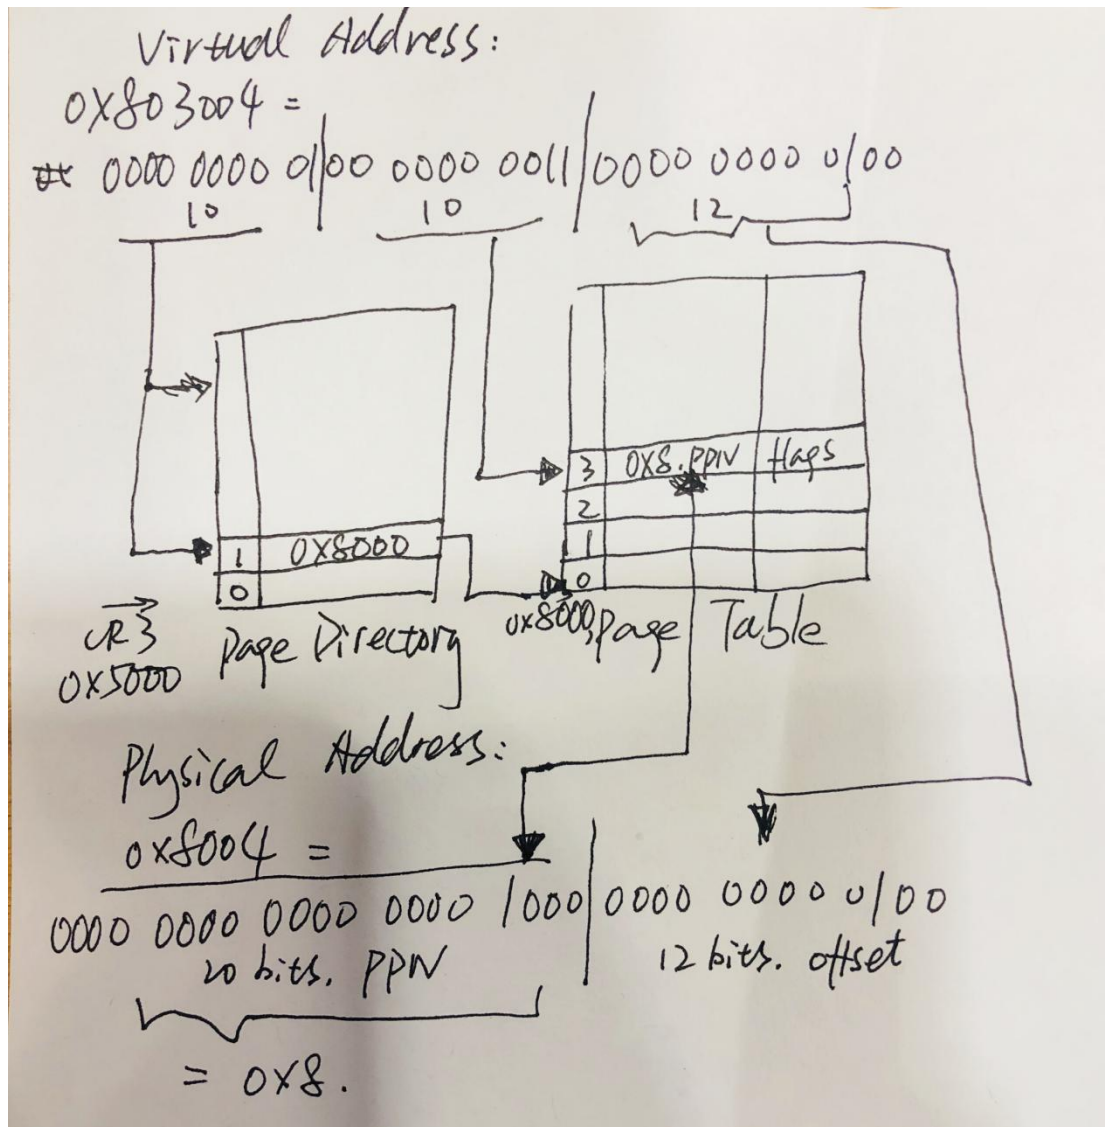 Virtual Address:
0x803004 =
0000 0000 01|00 0000 0011|0000 0000 0100
10 10 12
3 0x8.PPN flags
2
1 0x8000 1
0 0
CR3 Page Directory 0x8000, Page Table
0x5000
Physical Address:
0x8004 =
0000 0000 0000 0000 1000|0000 0000 0100
20 bits. PPN 12 bits. offset
= 0x8.